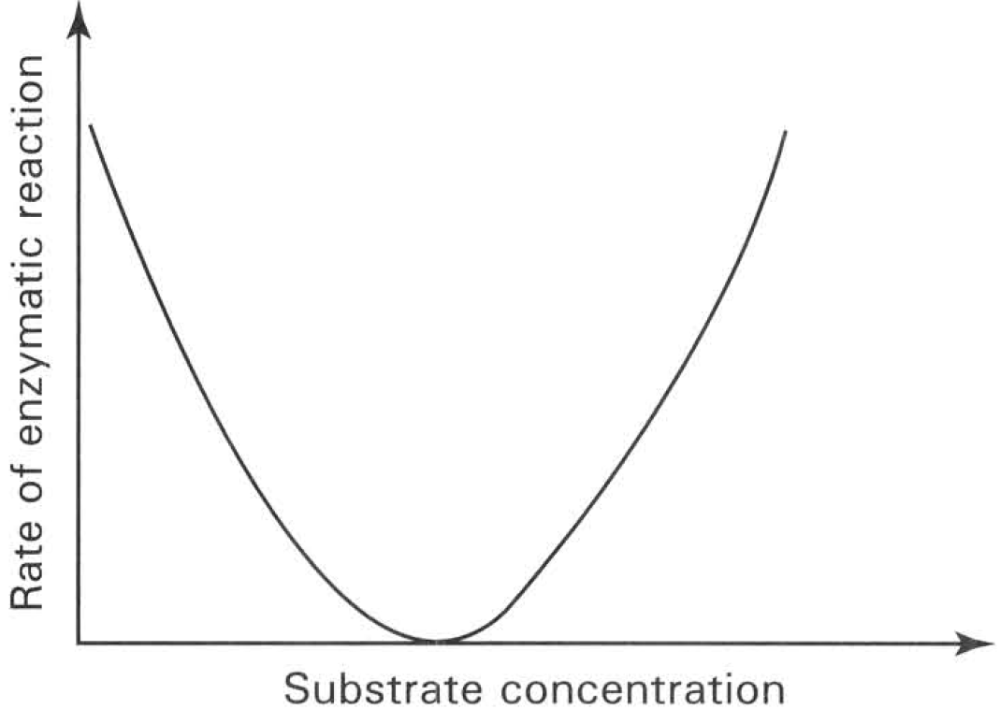 Rate of enzymatic reaction
Substrate concentration